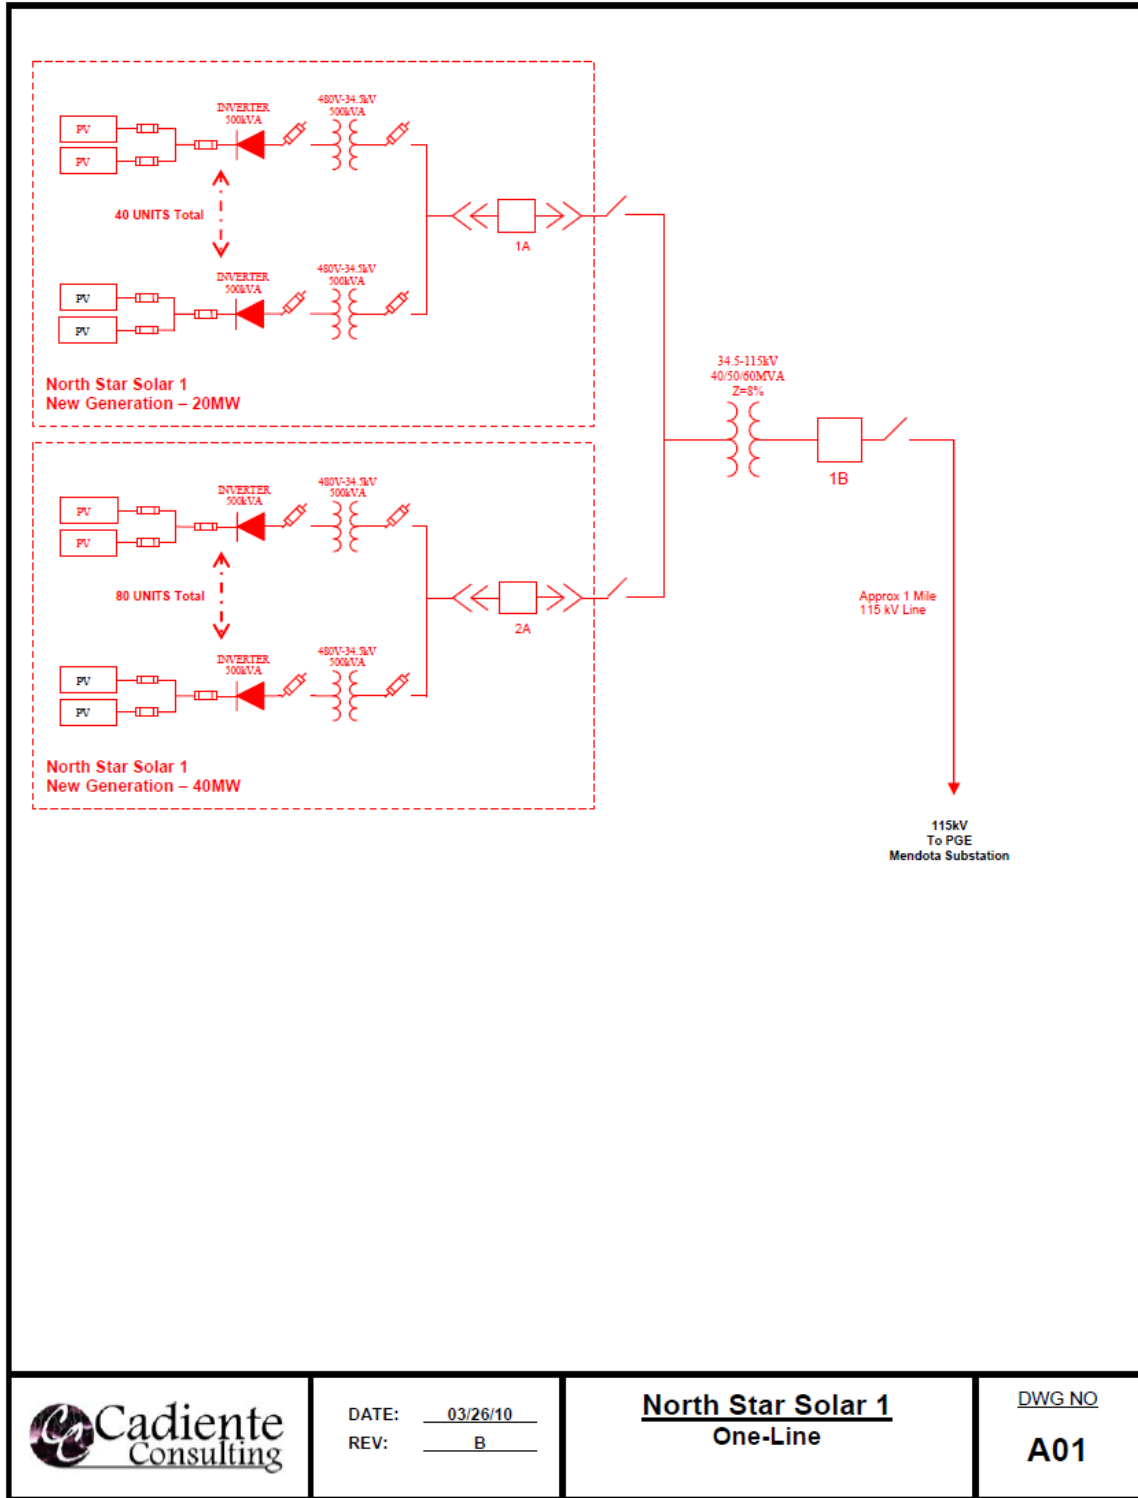 INVERTER
500kVA
480V-34.5kV
500kVA
PV
PV
40 UNITS Total
1A
INVERTER
500kVA
480V-34.5kV
500kVA
PV
PV
North Star Solar 1
New Generation – 20MW
34.5-115kV
40/50/60MVA
Z=8%
1B
INVERTER
500kVA
480V-34.5kV
500kVA
PV
PV
80 UNITS Total
2A
Approx 1 Mile
115 kV Line
INVERTER
500kVA
480V-34.5kV
500kVA
PV
PV
North Star Solar 1
New Generation – 40MW
115kV
To PGE
Mendota Substation
CC Cadiente
Consulting
DATE: 03/26/10
REV: B
North Star Solar 1
One-Line
DWG NO
A01